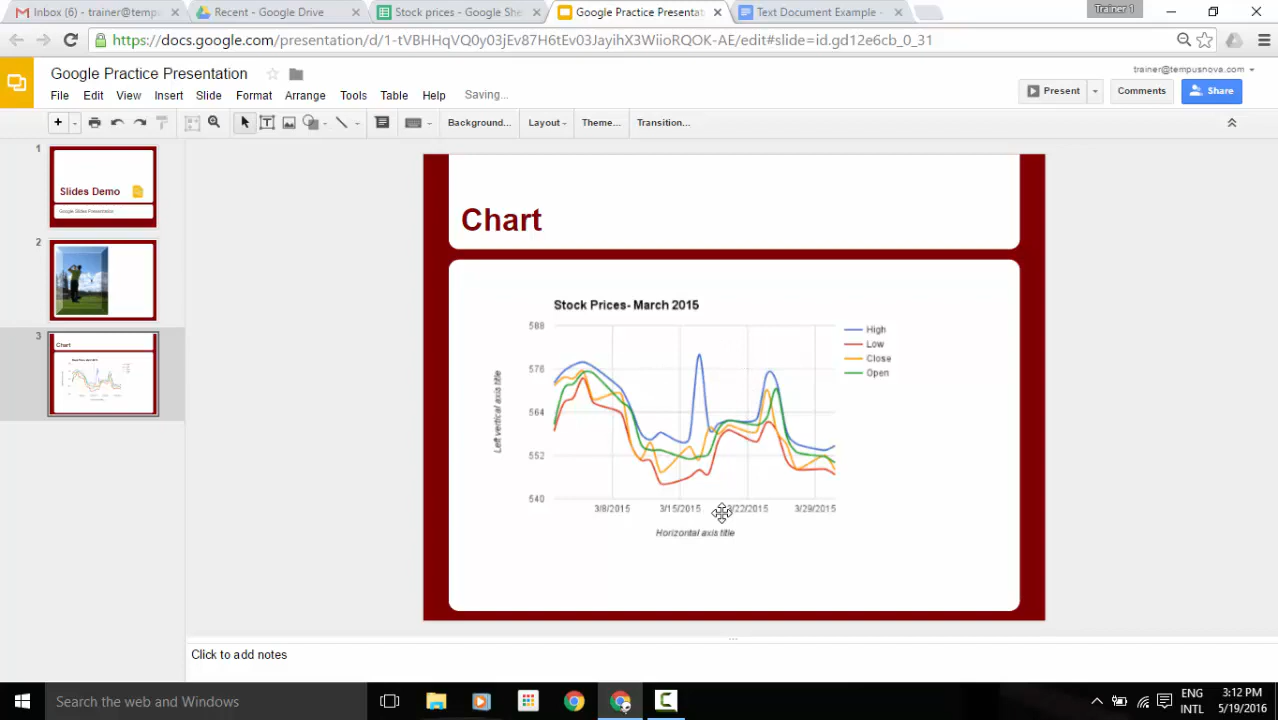 Inbox (6) - trainer@temp
Recent - Google Drive
Stock prices - Google She
Google Practice Presentat
Text Document Example -
Trainer 1
https://docs.google.com/presentation/d/1-tVBHHqVQ0y03jEv87H6tEv03JayihX3WiioRQOK-AE/edit#slide=id.gd12e6cb_0_31
Google Practice Presentation
trainer@tempusnova.com
File Edit View Insert Slide Format Arrange Tools Table Help Saving...
Present
Comments
Share
Background... Layout Theme... Transition...
1
Slides Demo
Google Slides Presentation
2
3
Chart
Chart
Stock Prices- March 2015
588
576
564
552
540
Left vertical axis title
High
Low
Close
Open
3/8/2015 3/15/2015 3/22/2015 3/29/2015
Horizontal axis title
Click to add notes
Search the web and Windows
ENG
INTL
3:12 PM
5/19/2016